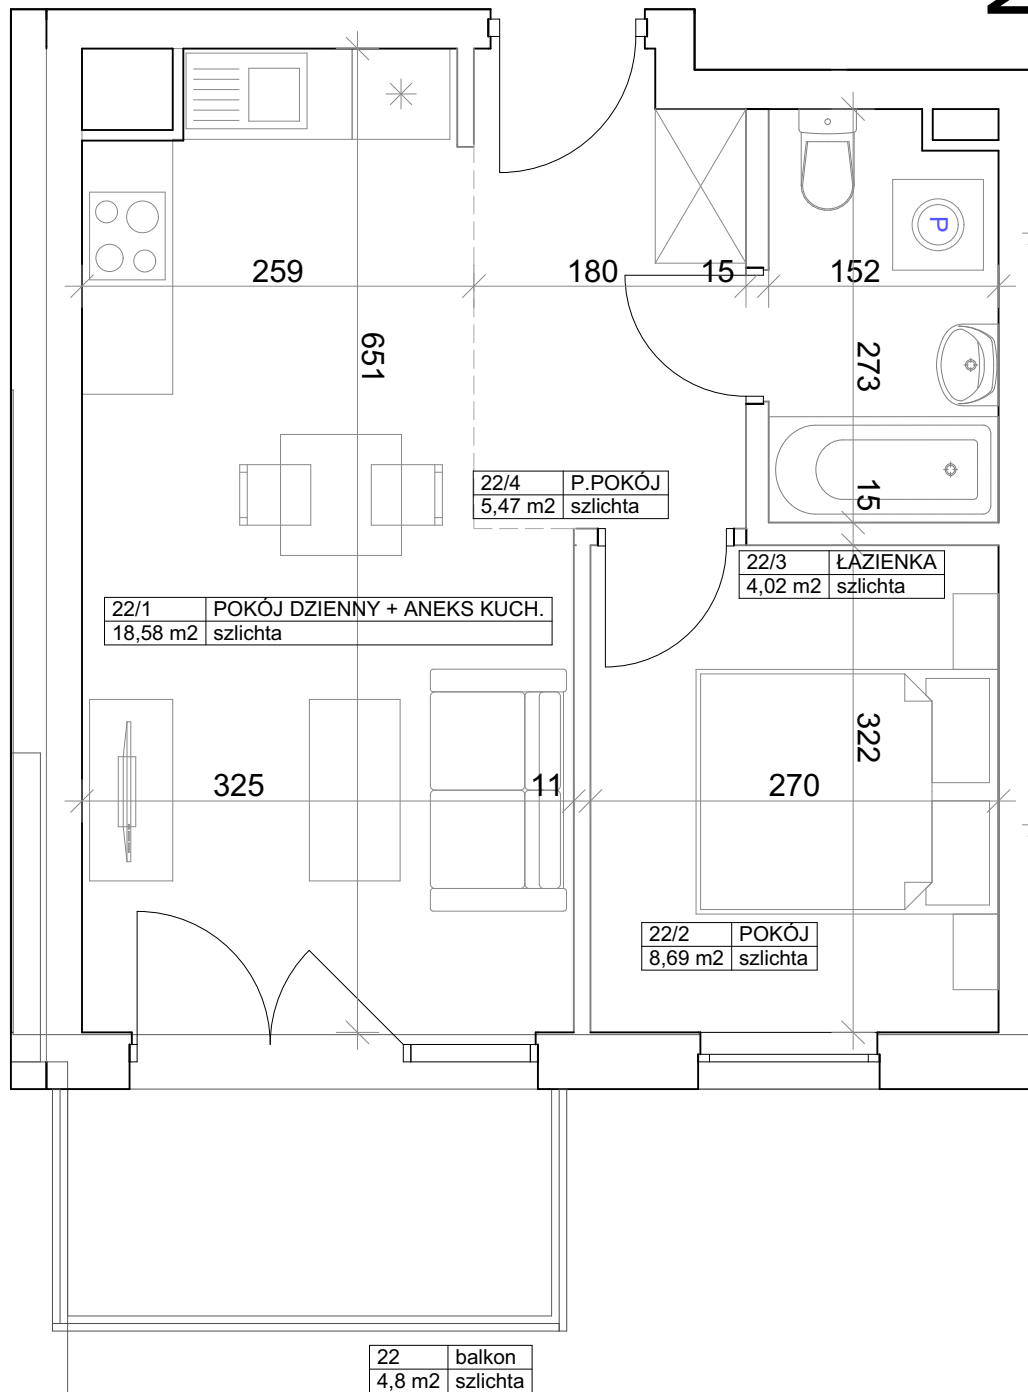 P
259
180
15
152
651
273
22/4 P.POKÓJ
5,47 m2 szlichta
15
22/3 ŁAZIENKA
4,02 m2 szlichta
22/1 POKÓJ DZIENNY + ANEKS KUCH.
18,58 m2 szlichta
322
325
11
270
22/2 POKÓJ
8,69 m2 szlichta
22 balkon
4,8 m2 szlichta